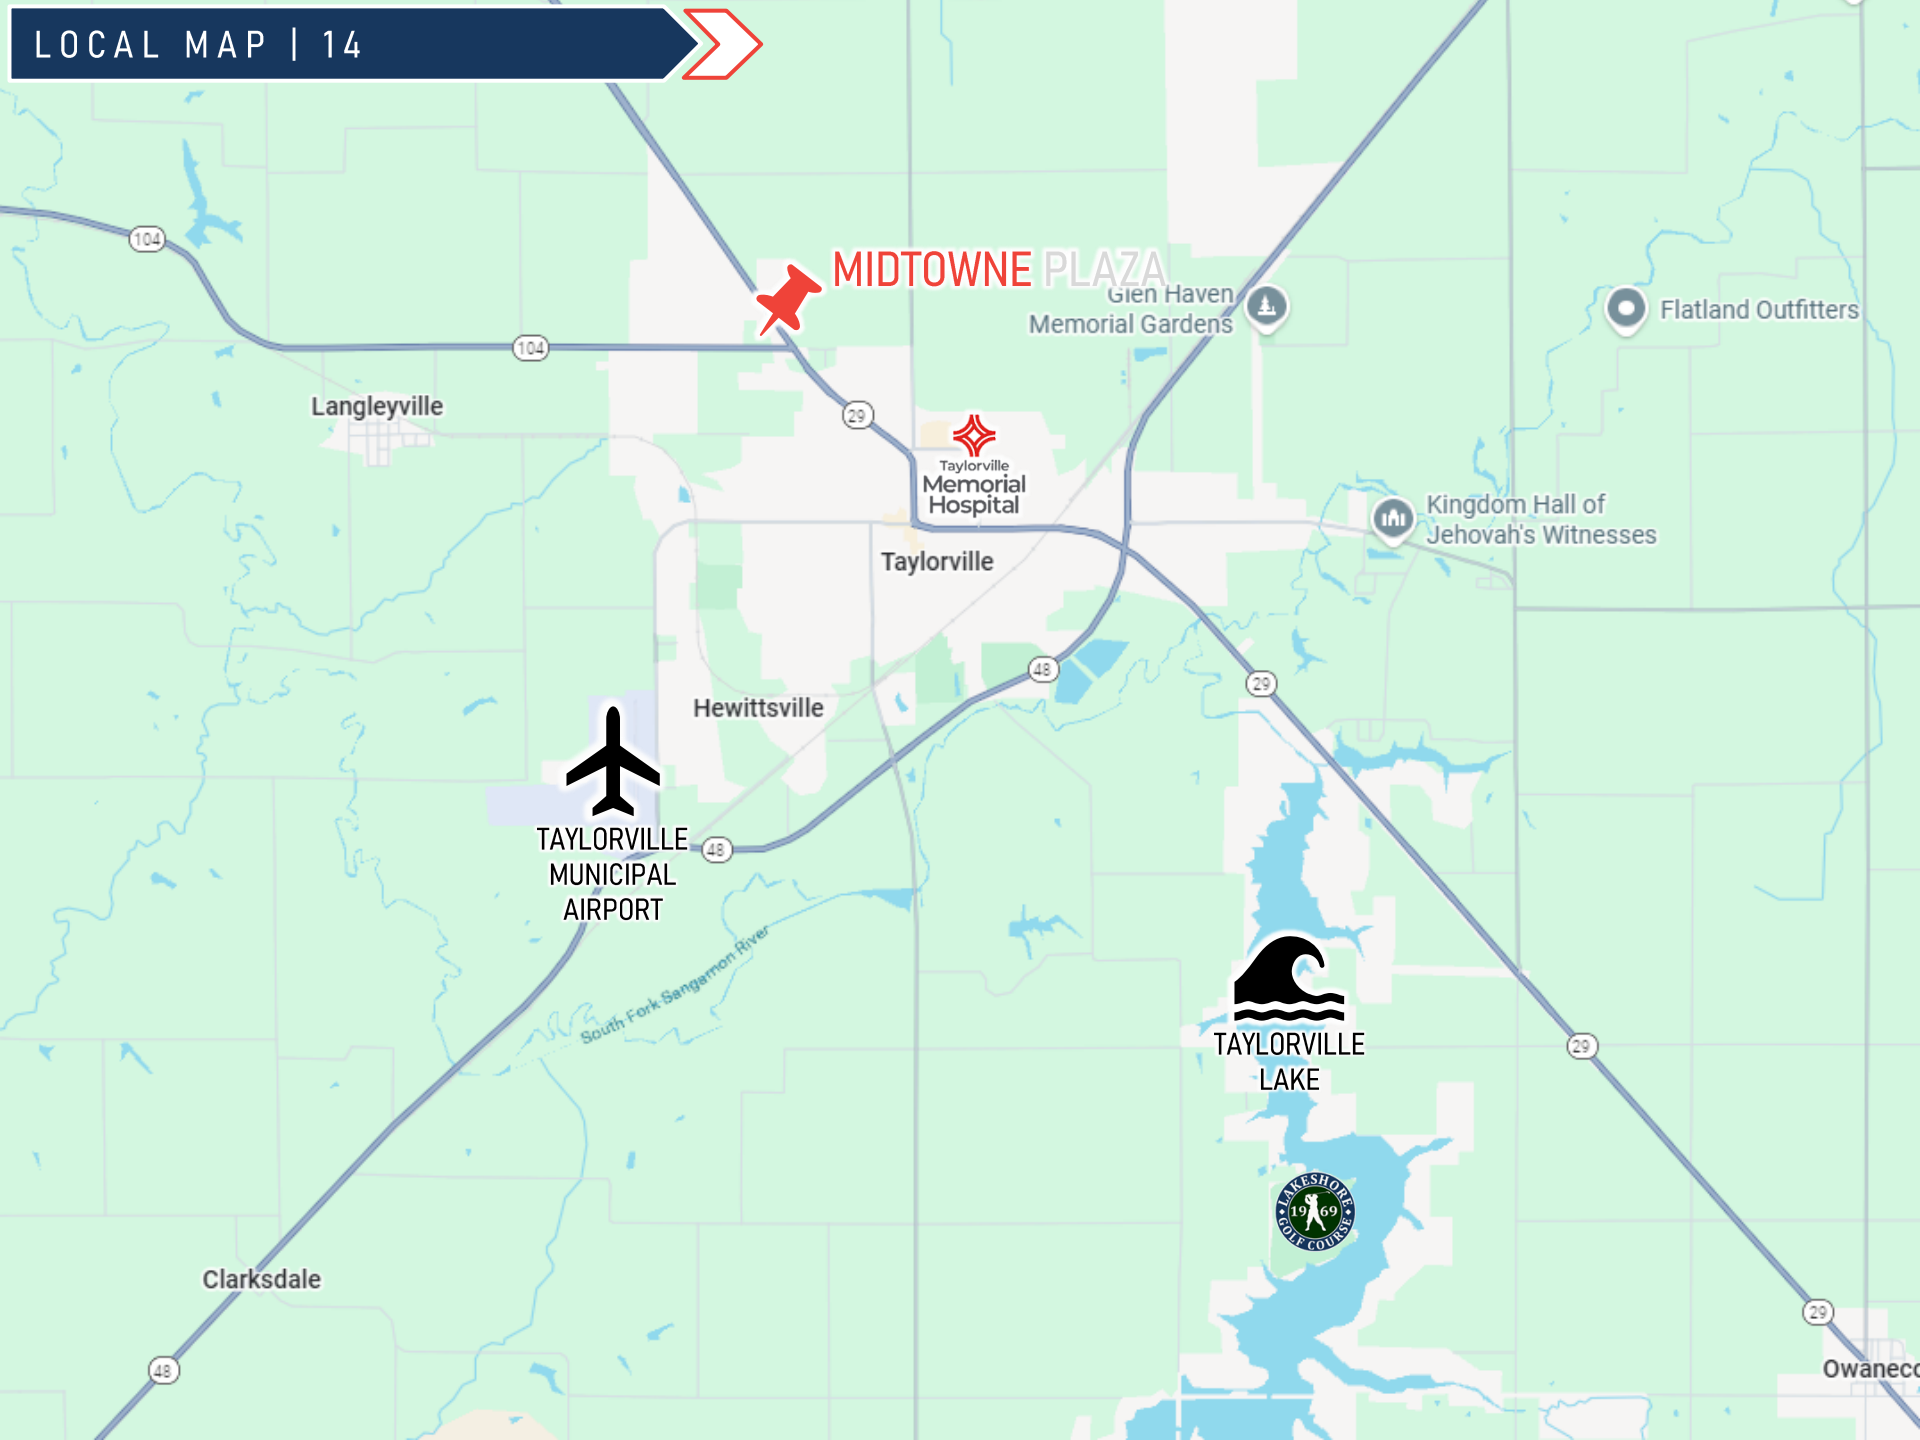 LOCAL MAP | 14
104
MIDTOWNE PLAZA
Glen Haven
Memorial Gardens
Flatland Outfitters
104
Langleyville
29
Taylorville
Memorial
Hospital
Kingdom Hall of
Jehovah's Witnesses
Taylorville
48
29
Hewittsville
TAYLORVILLE
MUNICIPAL
AIRPORT
48
South Fork Sangamon River
TAYLORVILLE
LAKE
29
LAKESHORE
1969
GOLF COURSE
Clarksdale
29
48
Owaneco